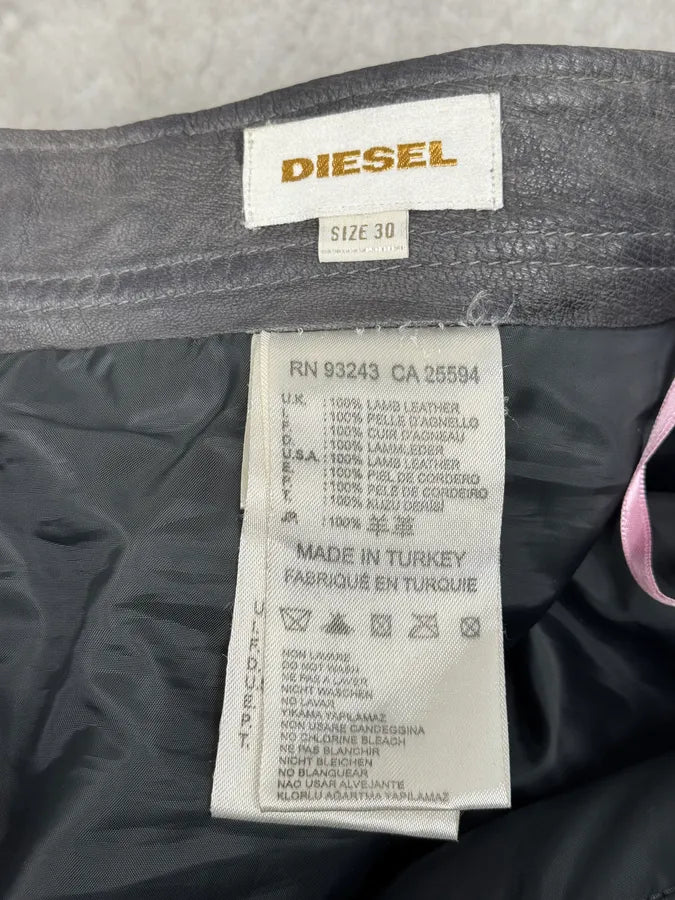 DIESEL
SIZE 30
RN 93243 CA 25594
U.K. : 100% LAMB LEATHER
I. : 100% PELLE D'AGNELLO
F. : 100% CUIR D'AGNEAU
D. : 100% LAMMLEDER
U.S.A. : 100% LAMB LEATHER
E. : 100% PIEL DE CORDERO
P. : 100% PELE DE CORDEIRO
T. : 100% KUZU DERISI
JP. : 100% 羊革
MADE IN TURKEY
FABRIQUÉ EN TURQUIE
NON LAVARE
DO NOT WASH
NE PAS A LAVER
NICHT WASCHEN
NO LAVAR
YIKAMA YAPILAMAZ
NON USARE CANDEGGINA
NO CHLORINE BLEACH
NE PAS BLANCHIR
NICHT BLEICHEN
NO BLANQUEAR
NAO USAR ALVEJANTE
KLORLU AGARTMA YAPILAMAZ